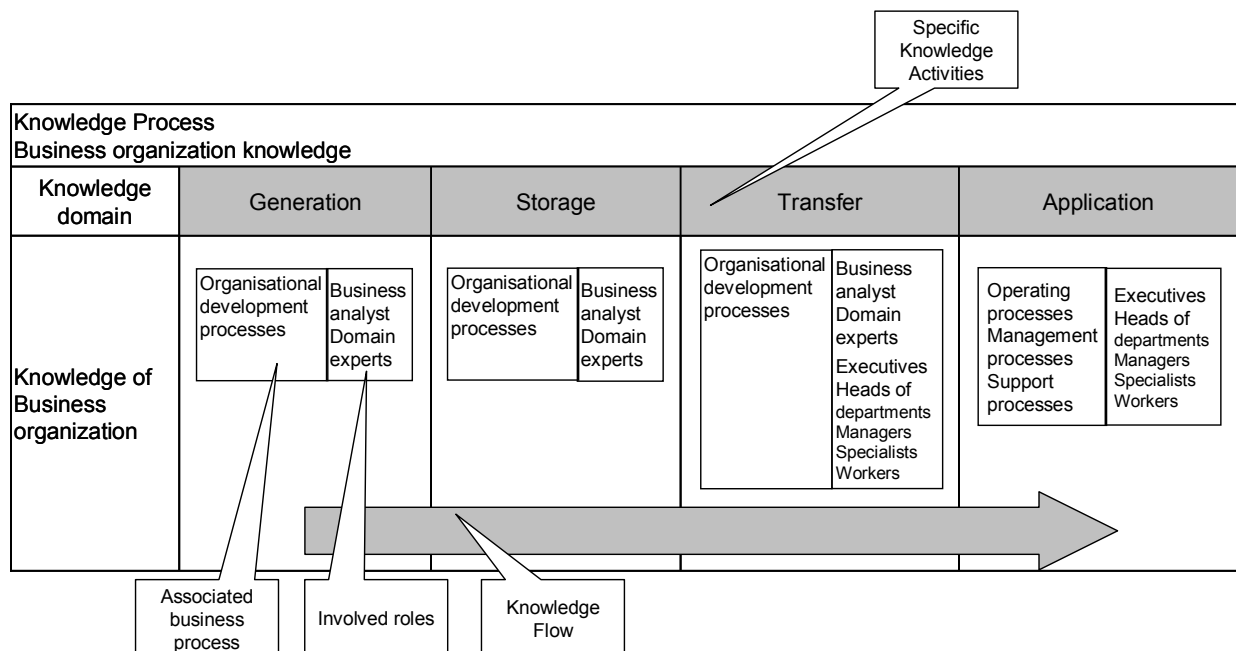 Specific
Knowledge
Activities
Knowledge Process
Business organization knowledge
Knowledge
domain
Generation
Storage
Transfer
Application
Knowledge of
Business
organization
Organisational
development
processes
Business
analyst
Domain
experts
Organisational
development
processes
Business
analyst
Domain
experts
Organisational
development
processes
Business
analyst
Domain
experts
Executives
Heads of
departments
Managers
Specialists
Workers
Operating
processes
Management
processes
Support
processes
Executives
Heads of
departments
Managers
Specialists
Workers
Associated
business
process
Involved roles
Knowledge
Flow